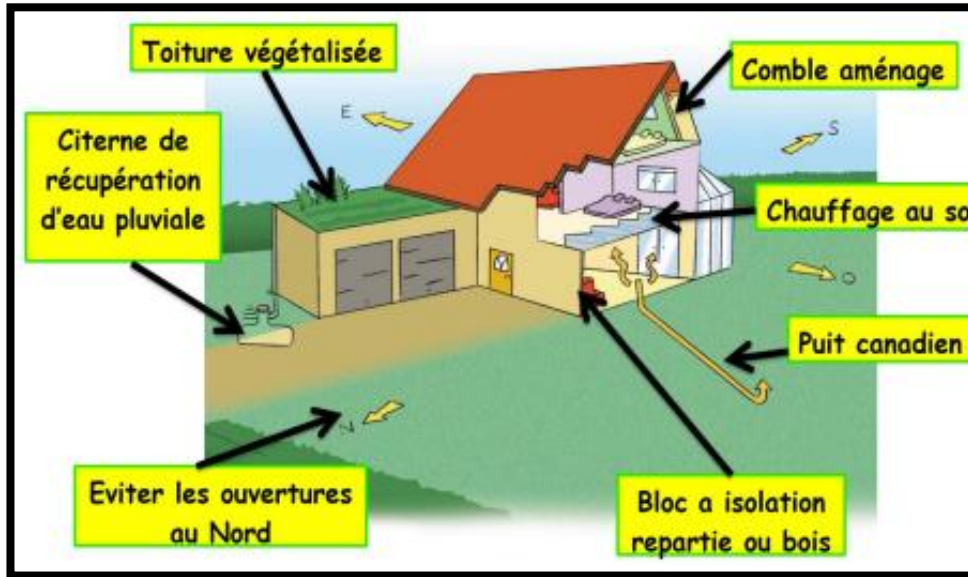 Toiture végétalisée
Comble aménage
Citerne de
récupération
d'eau pluviale
E
S
Chauffage au so
O
Puit canadien
N
Eviter les ouvertures
au Nord
Bloc a isolation
repartie ou bois